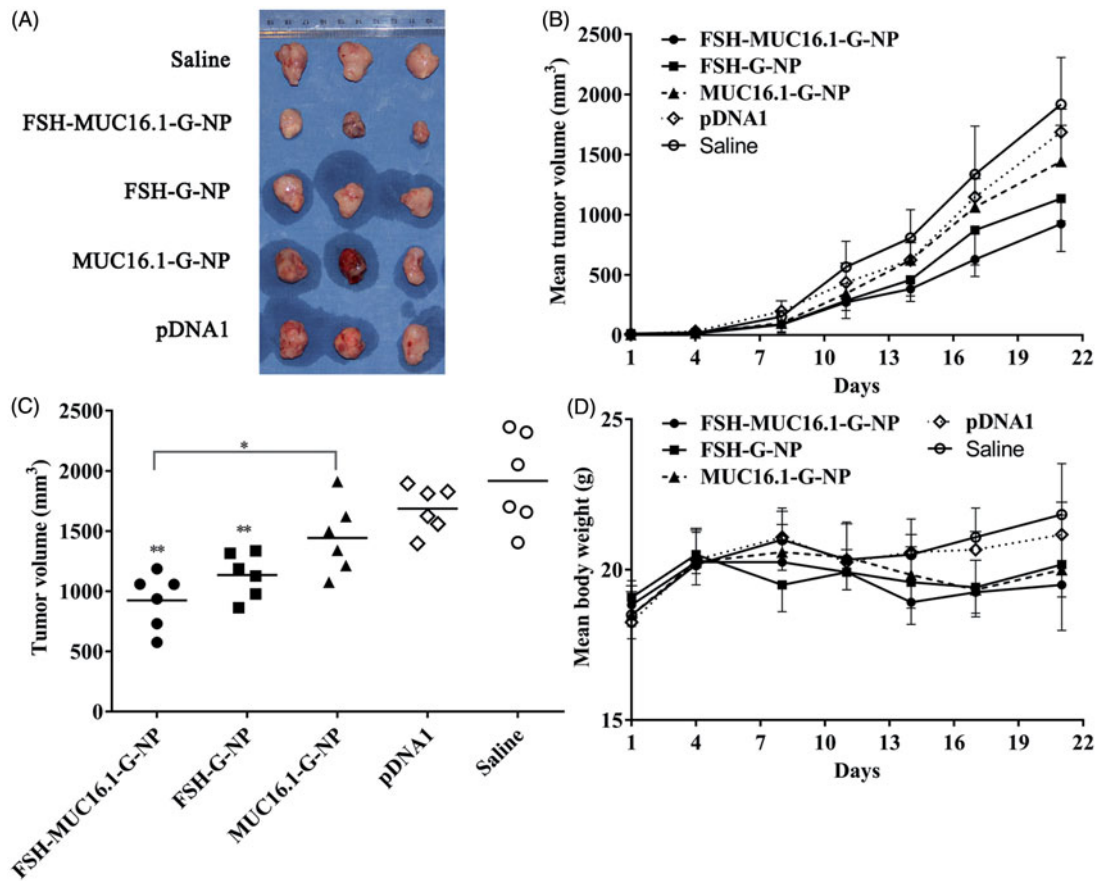 (A)
Saline
FSH-MUC16.1-G-NP
FSH-G-NP
MUC16.1-G-NP
pDNA1
(B)
FSH-MUC16.1-G-NP
FSH-G-NP
MUC16.1-G-NP
pDNA1
Saline
Mean tumor volume (mm³)
2500
2000
1500
1000
500
0
1 4 7 10 13 16 19 22
Days
(C)
Tumor volume (mm³)
2500
2000
1500
1000
500
0
*
**
**
FSH-MUC16.1-G-NP
FSH-G-NP
MUC16.1-G-NP
pDNA1
Saline
(D)
FSH-MUC16.1-G-NP
FSH-G-NP
MUC16.1-G-NP
pDNA1
Saline
Mean body weight (g)
25
20
15
1 4 7 10 13 16 19 22
Days